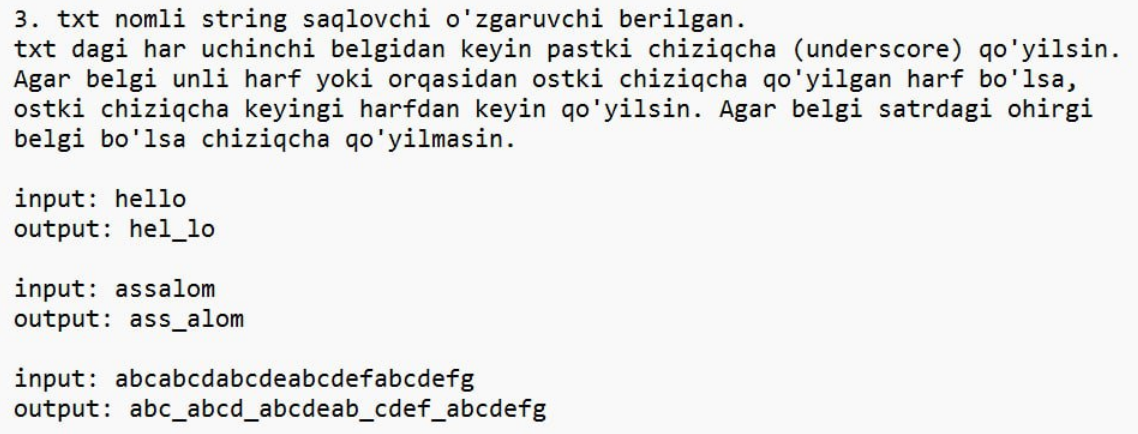 3. txt nomli string saqlovchi o'zgaruvchi berilgan.
txt dagi har uchinchi belgidan keyin pastki chiziqcha (underscore) qo'yilsin.
Agar belgi unli harf yoki orqasidan ostki chiziqcha qo'yilgan harf bo'lsa,
ostki chiziqcha keyingi harfdan keyin qo'yilsin. Agar belgi satrdagi ohirgi
belgi bo'lsa chiziqcha qo'yilmasin.
input: hello
output: hel_lo
input: assalom
output: ass_alom
input: abcabcdabcdeabcdefabcdefg
output: abc_abcd_abcdeab_cdef_abcdefg